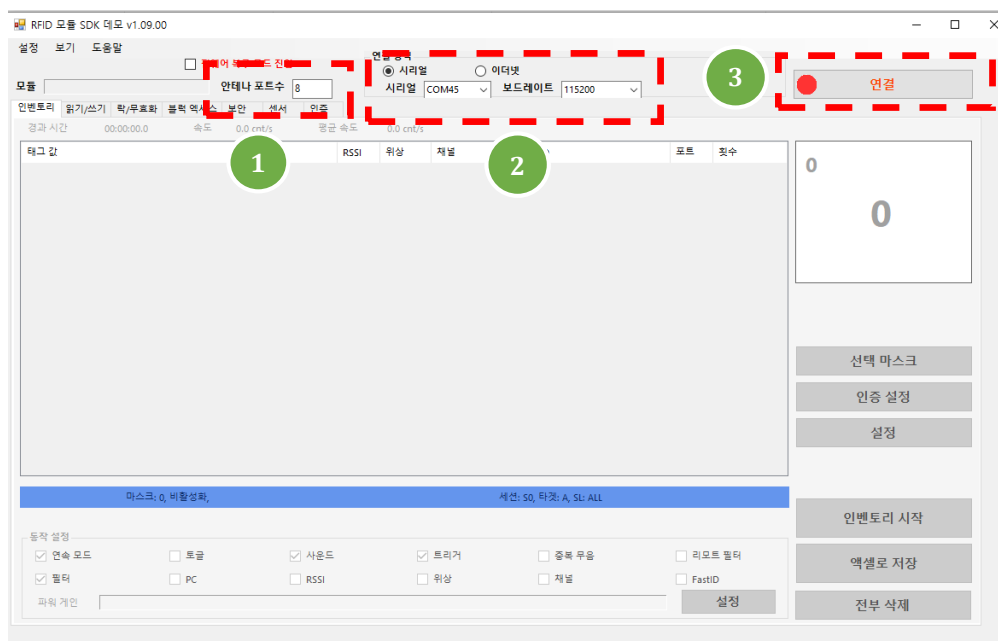 RFID 모듈 SDK 데모 v1.09.00
설정 보기 도움말
모듈
안테나 포트수 8
시리얼 이더넷
시리얼 COM45 보드레이트 115200
3
연결
인벤토리 읽기/쓰기 락/무효화 블럭 액세스 보안 센서 인증
경과 시간 00:00:00.0 속도 0.0 cnt/s 평균 속도 0.0 cnt/s
태그 값 RSSI 위상 채널 포트 횟수
1
2
0
0
선택 마스크
인증 설정
설정
마스크: 0, 비활성화, 세션: S0, 타겟: A, SL: ALL
인벤토리 시작
동작 설정
연속 모드 토글 사운드 트리거 중복 무음 리모트 필터
필터 PC RSSI 위상 채널 FastID
엑셀로 저장
파워 게인 설정
전부 삭제